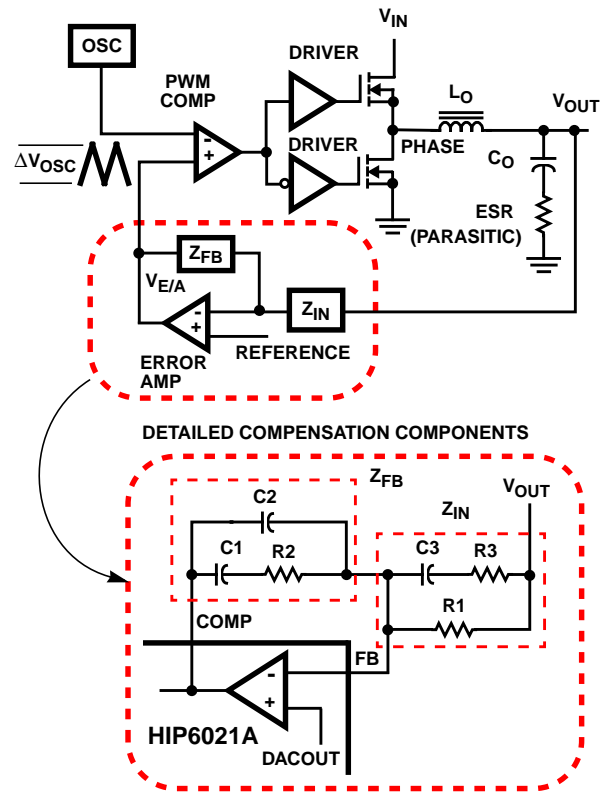 V_IN
OSC
DRIVER
PWM
COMP
L_O
V_OUT
-
+
DRIVER
PHASE
C_O
ΔV_OSC
ESR
(PARASITIC)
Z_FB
V_E/A
-
+
Z_IN
REFERENCE
ERROR
AMP
DETAILED COMPENSATION COMPONENTS
Z_FB
C2
V_OUT
Z_IN
C1
R2
C3
R3
COMP
R1
FB
-
+
HIP6021A
DACOUT